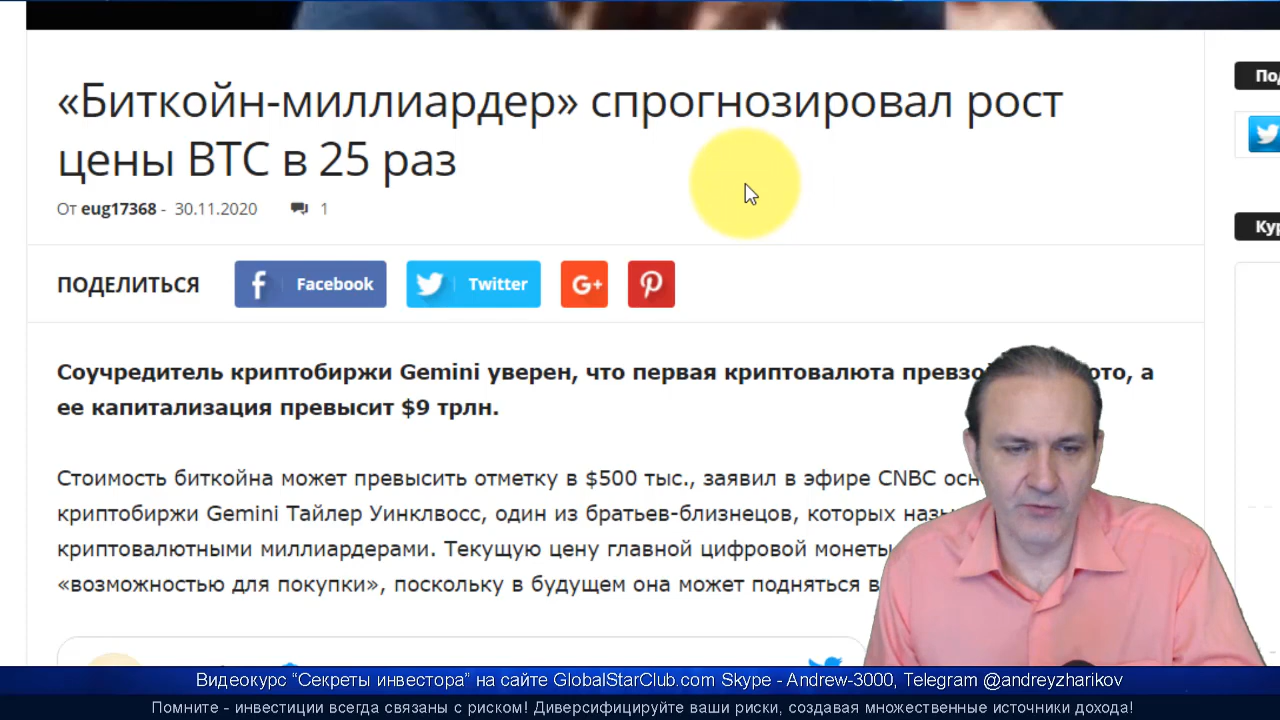 «Биткойн-миллиардер» спрогнозировал рост
цены BTC в 25 раз
От eug17368 - 30.11.2020 1
ПОДЕЛИТЬСЯ Facebook Twitter G+
Соучредитель криптобиржи Gemini уверен, что первая криптовалюта а
ее капитализация превысит $9 трлн.
Стоимость биткойна может превысить отметку в $500 тыс., заявил в эфире CNBC
криптобиржи Gemini Тайлер Уинклвосс, один из братьев-близнецов, которых
криптовалютными миллиардерами. Текущую цену главной цифровой монеты
«возможностью для покупки», поскольку в будущем она может подняться в
Видеокурс "Секреты инвестора" на сайте GlobalStarClub.com Skype - Andrew-3000, Telegram @andreyzharikov
Помните - инвестиции всегда связаны с риском! Диверсифицируйте ваши риски, создавая множественные источники дохода!